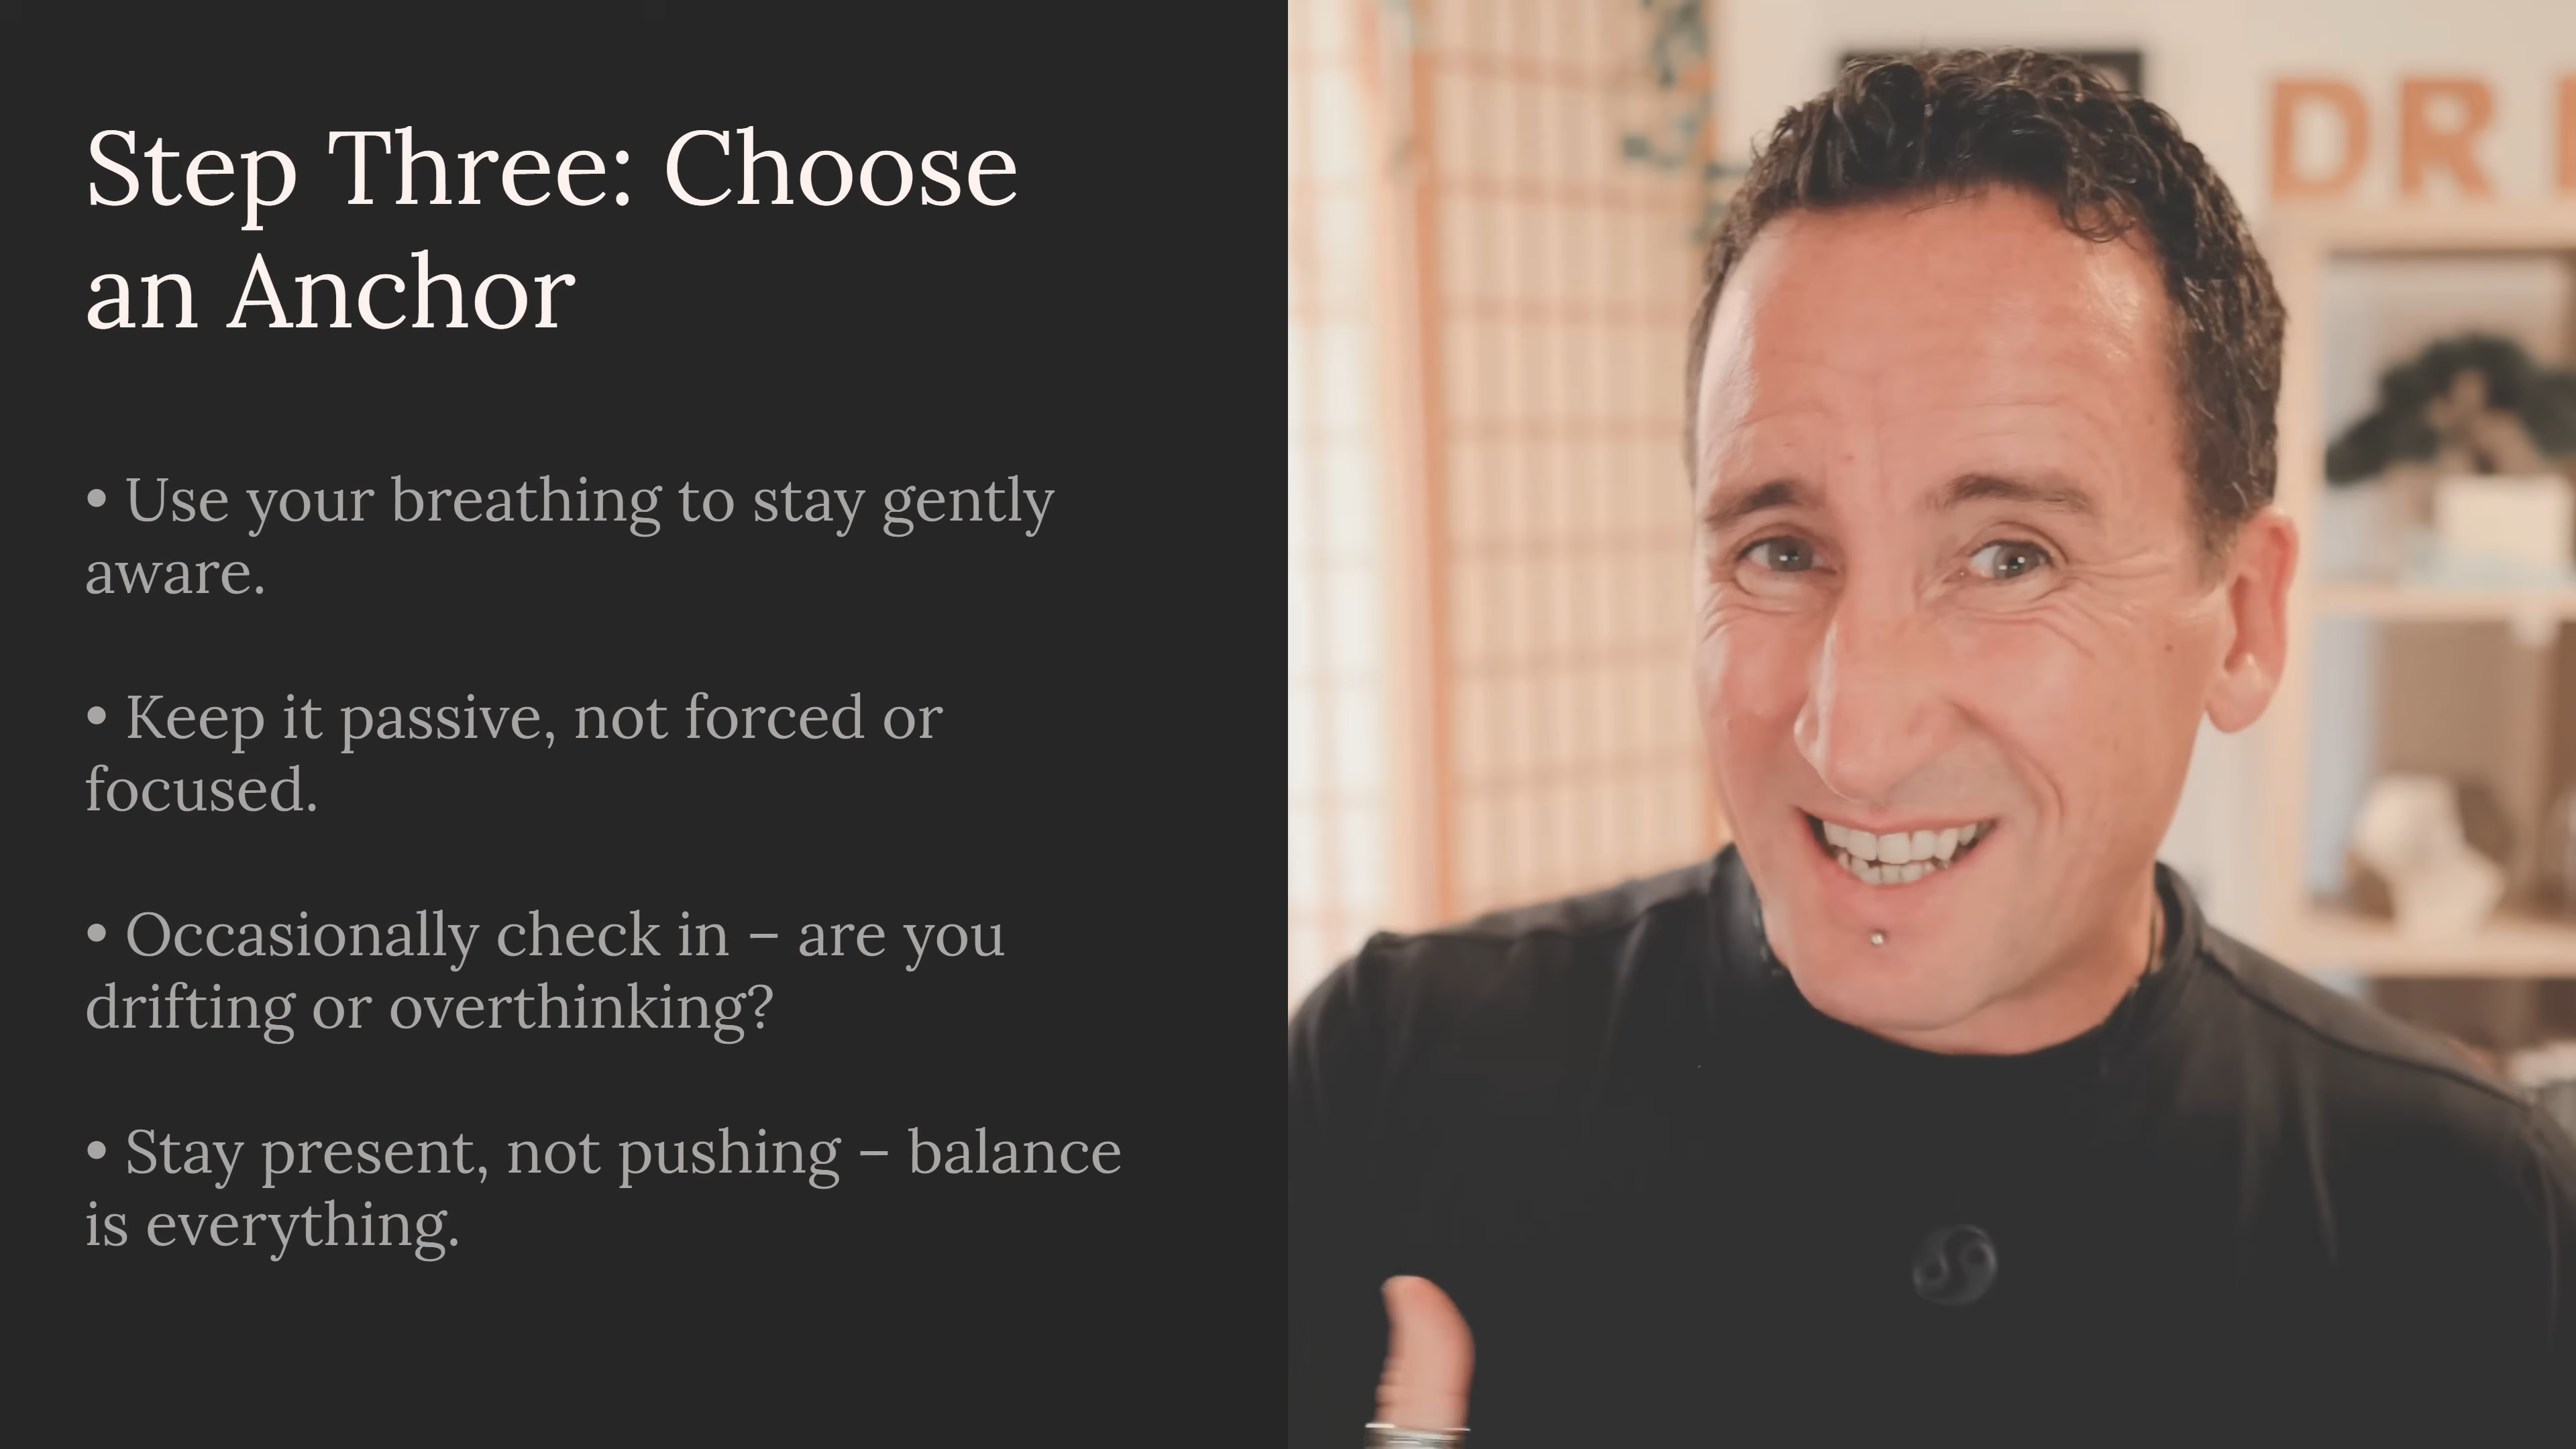 Step Three: Choose
an Anchor
• Use your breathing to stay gently
aware.
• Keep it passive, not forced or
focused.
• Occasionally check in – are you
drifting or overthinking?
• Stay present, not pushing – balance
is everything.
DR